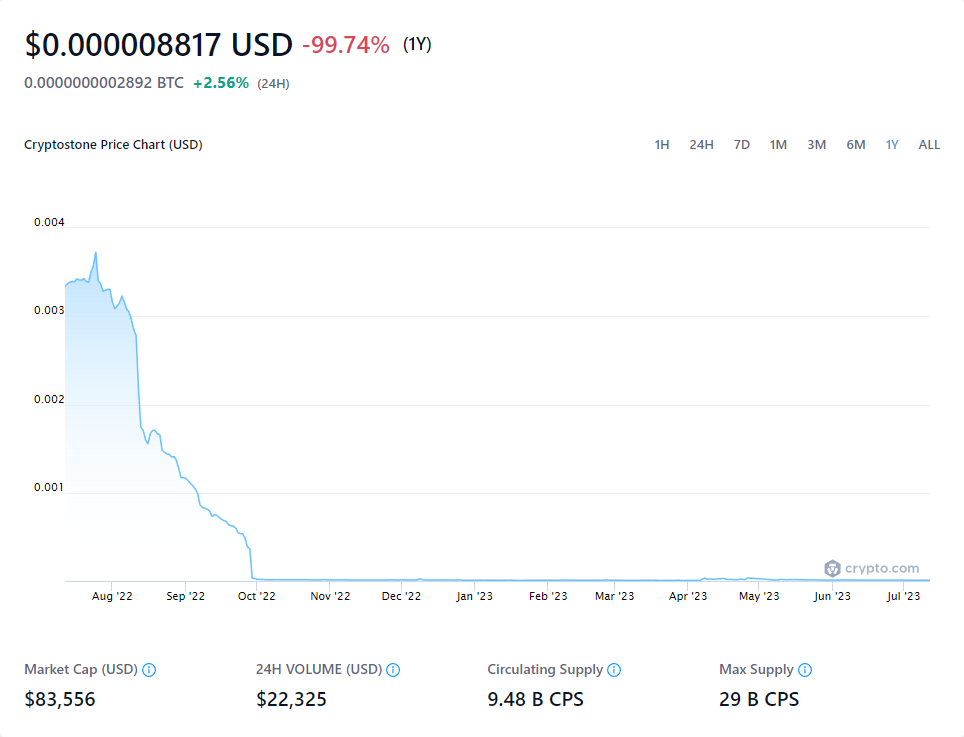 $0.000008817 USD -99.74% (1Y)
0.0000000002892 BTC +2.56% (24H)
Cryptostone Price Chart (USD) 1H 24H 7D 1M 3M 6M 1Y ALL
0.004
0.003
0.002
0.001
crypto.com
Aug '22 Sep '22 Oct '22 Nov '22 Dec '22 Jan '23 Feb '23 Mar '23 Apr '23 May '23 Jun '23 Jul '23
Market Cap (USD) 24H VOLUME (USD) Circulating Supply Max Supply
$83,556 $22,325 9.48 B CPS 29 B CPS